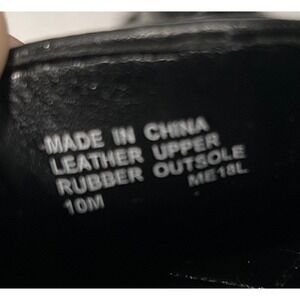 MADE IN CHINA
LEATHER UPPER
RUBBER OUTSOLE
10M ME18L